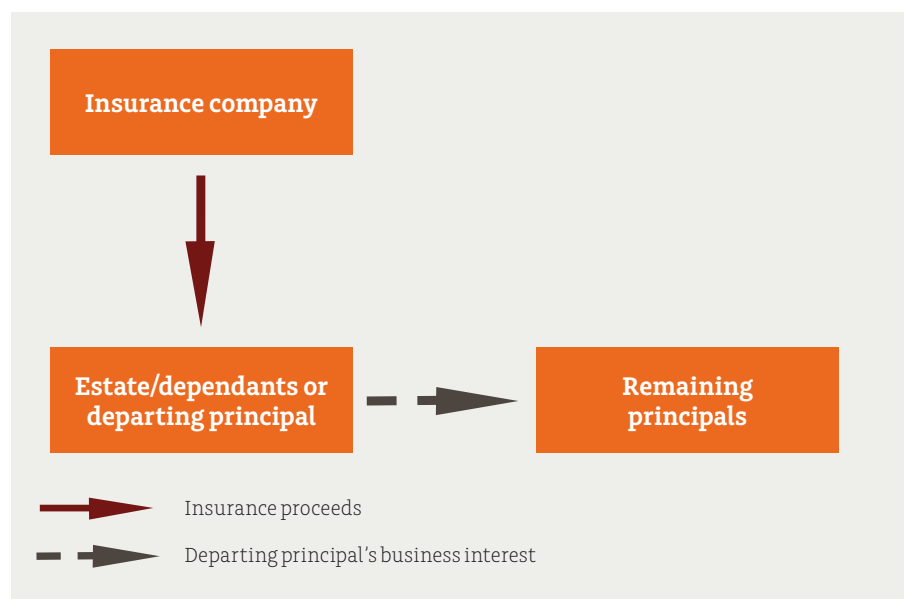 Insurance company
Estate/dependants or
departing principal
Remaining
principals
Insurance proceeds
Departing principal’s business interest